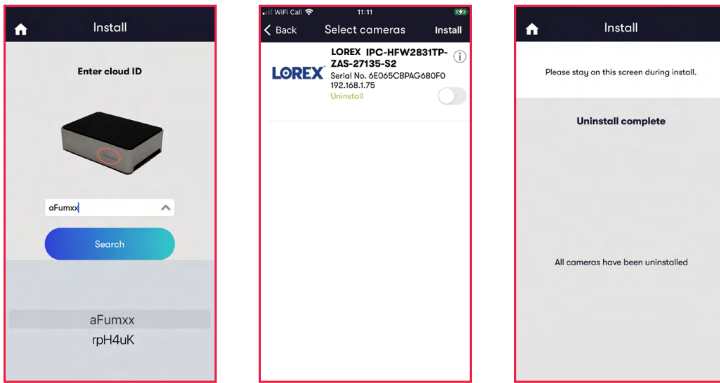 Install
Enter cloud ID
aFumxx
Search
aFumxx
rpH4uK
WiFi Call 11:11
Back Select cameras Install
LOREX
LOREX IPC-HFW2831TP-
ZAS-27135-S2
Serial No. 6E065CBPAG680F0
192.168.1.75
Uninstall
Install
Please stay on this screen during install.
Uninstall complete
All cameras have been uninstalled